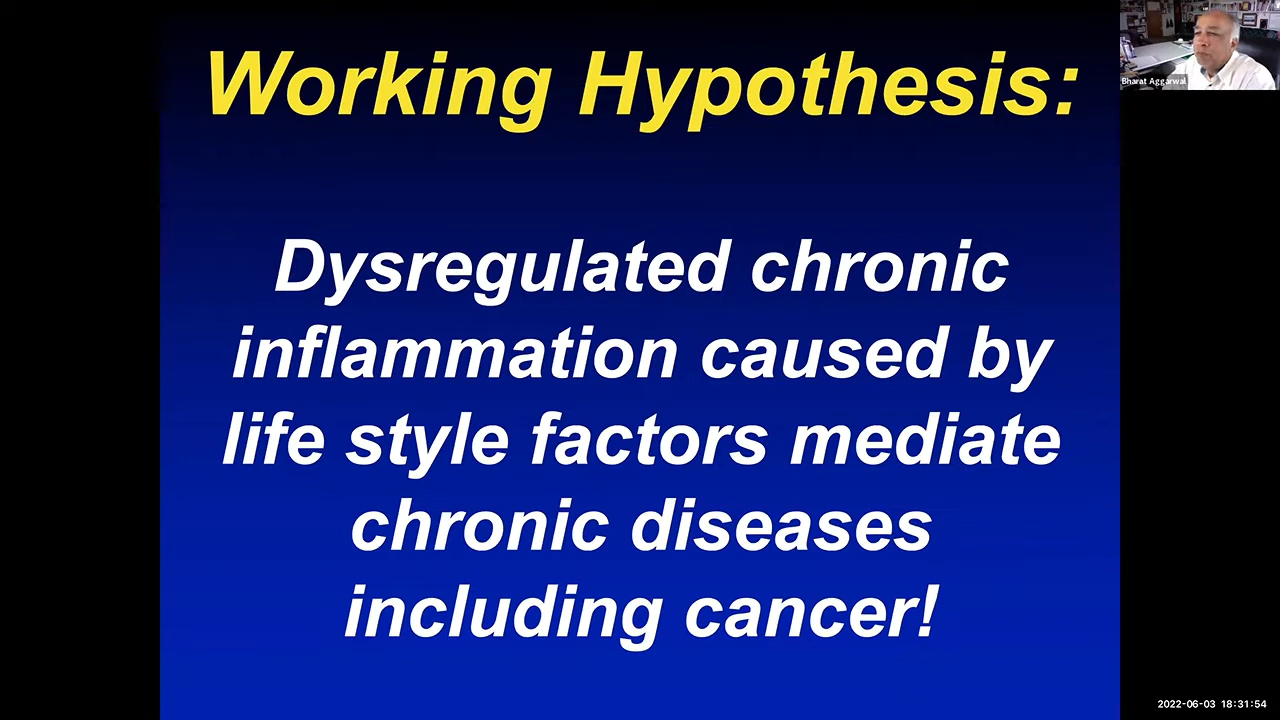 Working Hypothesis:
Bharat Aggarwal
Dysregulated chronic
inflammation caused by
life style factors mediate
chronic diseases
including cancer!
2022-06-03 18:31:54